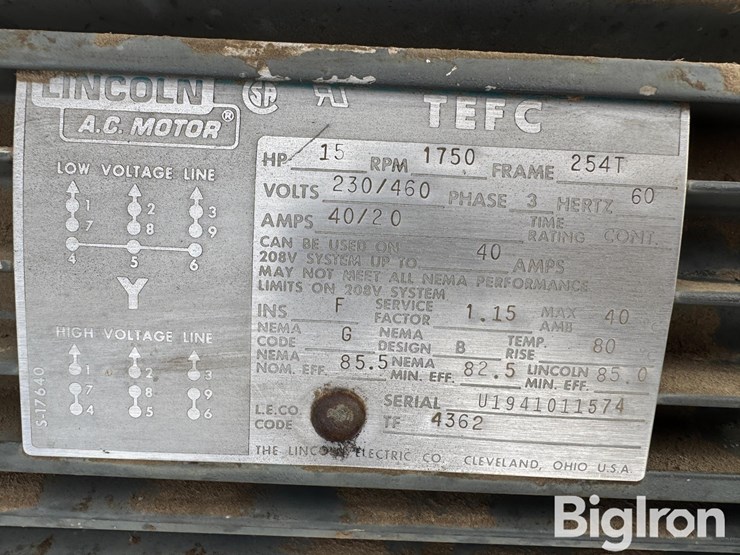 LINCOLN
A.C. MOTOR®
TEFC
LOW VOLTAGE LINE
1 2 3
7 8 9
4 5 6
Y
HIGH VOLTAGE LINE
1 2 3
7 8 9
4 5 6
S-17640
HP 15 RPM 1750 FRAME 254T
VOLTS 230/460 PHASE 3 HERTZ 60
AMPS 40/20 TIME RATING CONT.
CAN BE USED ON
208V SYSTEM UP TO 40 AMPS
MAY NOT MEET ALL NEMA PERFORMANCE
LIMITS ON 208V SYSTEM
INS F SERVICE FACTOR 1.15 MAX AMB 40
NEMA CODE G NEMA DESIGN B TEMP. RISE 80
NEMA NOM. EFF. 85.5 NEMA MIN. EFF. 82.5 LINCOLN MIN. EFF. 85.0
SERIAL U1941011574
L.E.CO. CODE TF 4362
THE LINCOLN ELECTRIC CO. CLEVELAND, OHIO U.S.A.
BigIron